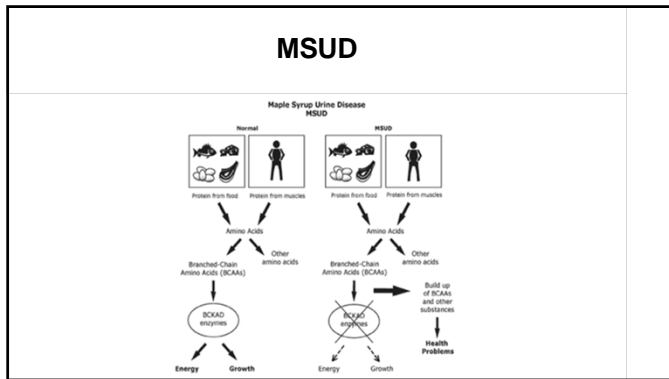 MSUD
Maple Syrup Urine Disease
MSUD
Normal
Protein from food
Protein from muscles
Amino Acids
Branched-Chain
Amino Acids (BCAAs)
Other
amino acids
BCKAD
enzymes
Energy
Growth
MSUD
Protein from food
Protein from muscles
Amino Acids
Branched-Chain
Amino Acids (BCAAs)
Other
amino acids
BCKAD
enzymes
Build up
of BCAAs
and other
substances
Health
Problems
Energy
Growth